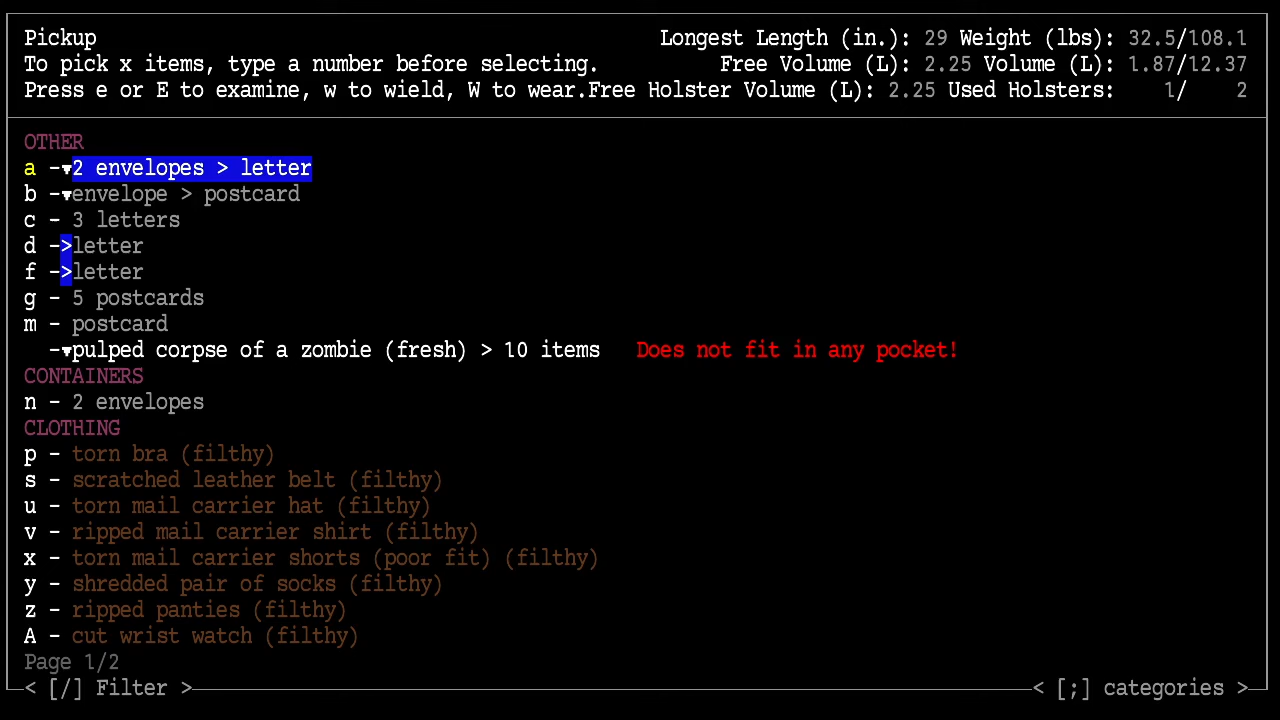 Pickup Longest Length (in.): 29 Weight (lbs): 32.5/108.1
To pick x items, type a number before selecting. Free Volume (L): 2.25 Volume (L): 1.87/12.37
Press e or E to examine, w to wield, W to wear.Free Holster Volume (L): 2.25 Used Holsters: 1/ 2
OTHER
a -▾2 envelopes > letter
b -▾envelope > postcard
c - 3 letters
d ->letter
f ->letter
g - 5 postcards
m - postcard
-▾pulped corpse of a zombie (fresh) > 10 items Does not fit in any pocket!
CONTAINERS
n - 2 envelopes
CLOTHING
p - torn bra (filthy)
s - scratched leather belt (filthy)
u - torn mail carrier hat (filthy)
v - ripped mail carrier shirt (filthy)
x - torn mail carrier shorts (poor fit) (filthy)
y - shredded pair of socks (filthy)
z - ripped panties (filthy)
A - cut wrist watch (filthy)
Page 1/2
< [/] Filter > < [;] categories >